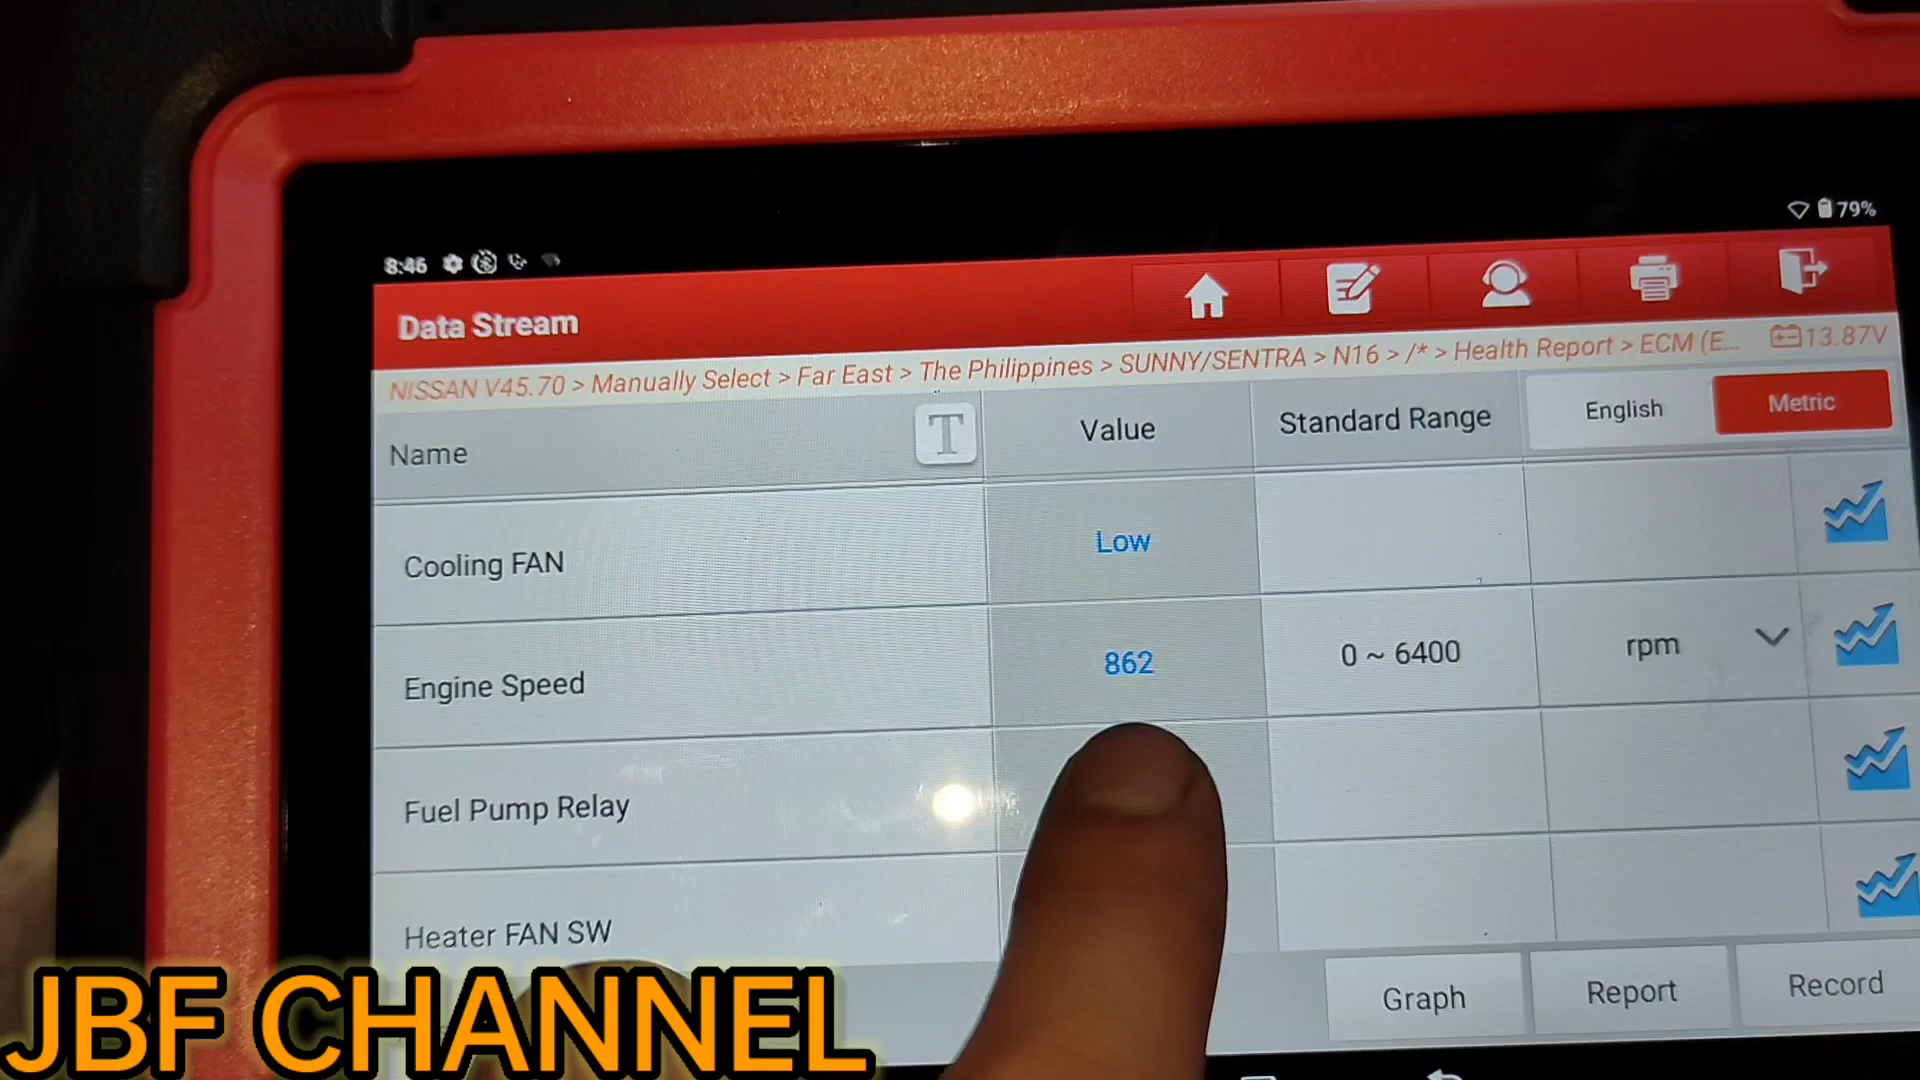 8:46
79%
Data Stream
NISSAN V45.70 > Manually Select > Far East > The Philippines > SUNNY/SENTRA > N16 > /* > Health Report > ECM (E... 13.87V
Name T Value Standard Range English Metric
Cooling FAN Low
Engine Speed 862 0 ~ 6400 rpm
Fuel Pump Relay
Heater FAN SW
Graph Report Record
JBF CHANNEL